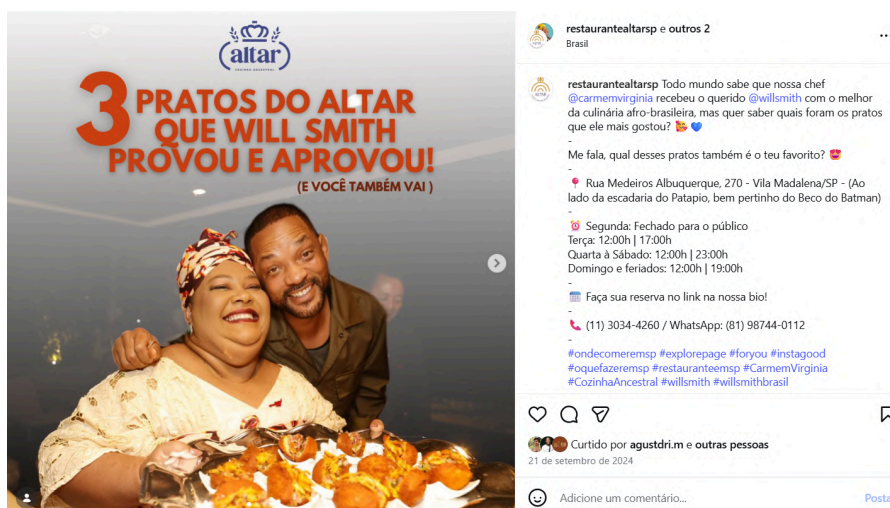 altar
3 PRATOS DO ALTAR
QUE WILL SMITH
PROVOU E APROVOU!
(E VOCÊ TAMBÉM VAI )
restaurantealtarsp e outros 2
Brasil
restaurantealtarsp Todo mundo sabe que nossa chef
@carmemvirginia recebeu o querido @willsmith com o melhor
da culinária afro-brasileira, mas quer saber quais foram os pratos
que ele mais gostou? 🥰 💙
-
Me fala, qual desses pratos também é o teu favorito? 😍
-
📍 Rua Medeiros Albuquerque, 270 - Vila Madalena/SP - (Ao
lado da escadaria do Patapio, bem pertinho do Beco do Batman)
-
⏰ Segunda: Fechado para o público
Terça: 12:00h | 17:00h
Quarta à Sábado: 12:00h | 23:00h
Domingo e feriados: 12:00h | 19:00h
-
🗓️ Faça sua reserva no link na nossa bio!
-
📞 (11) 3034-4260 / WhatsApp: (81) 98744-0112
-
#ondecomeremsp #explorepage #foryou #instagood
#oquefazeremsp #restauranteemsp #CarmemVirginia
#CozinhaAncestral #willsmith #willsmithbrasil
Curtido por agustdri.m e outras pessoas
21 de setembro de 2024
Adicione um comentário...
Posta